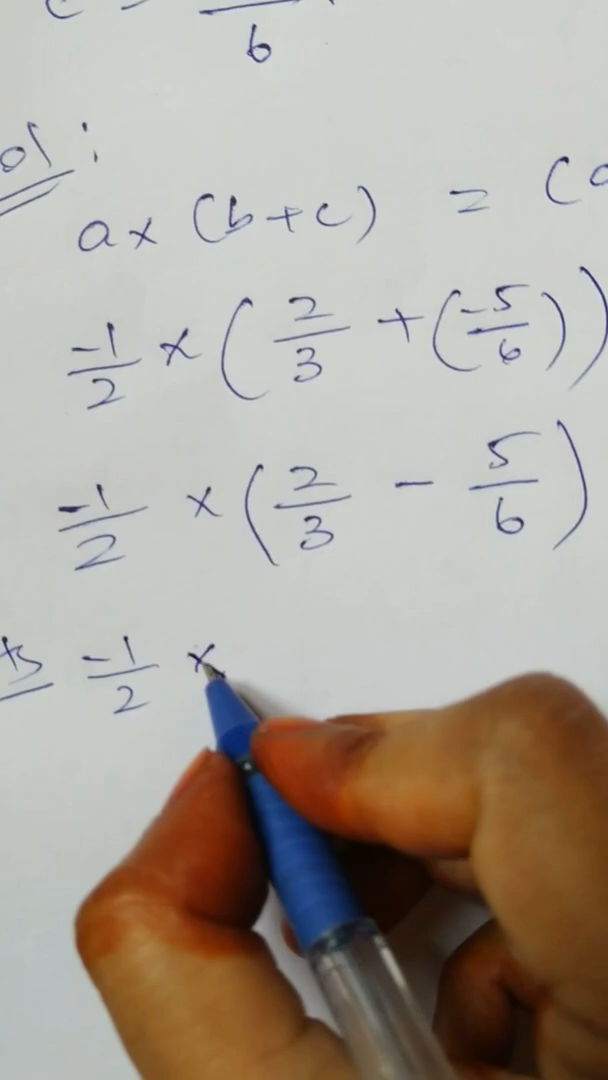 c = — 6
ol :
a × (b+c) = (a
-1/2 × (2/3 + (-5/6))
-1/2 × (2/3 - 5/6)
-1/2 ×